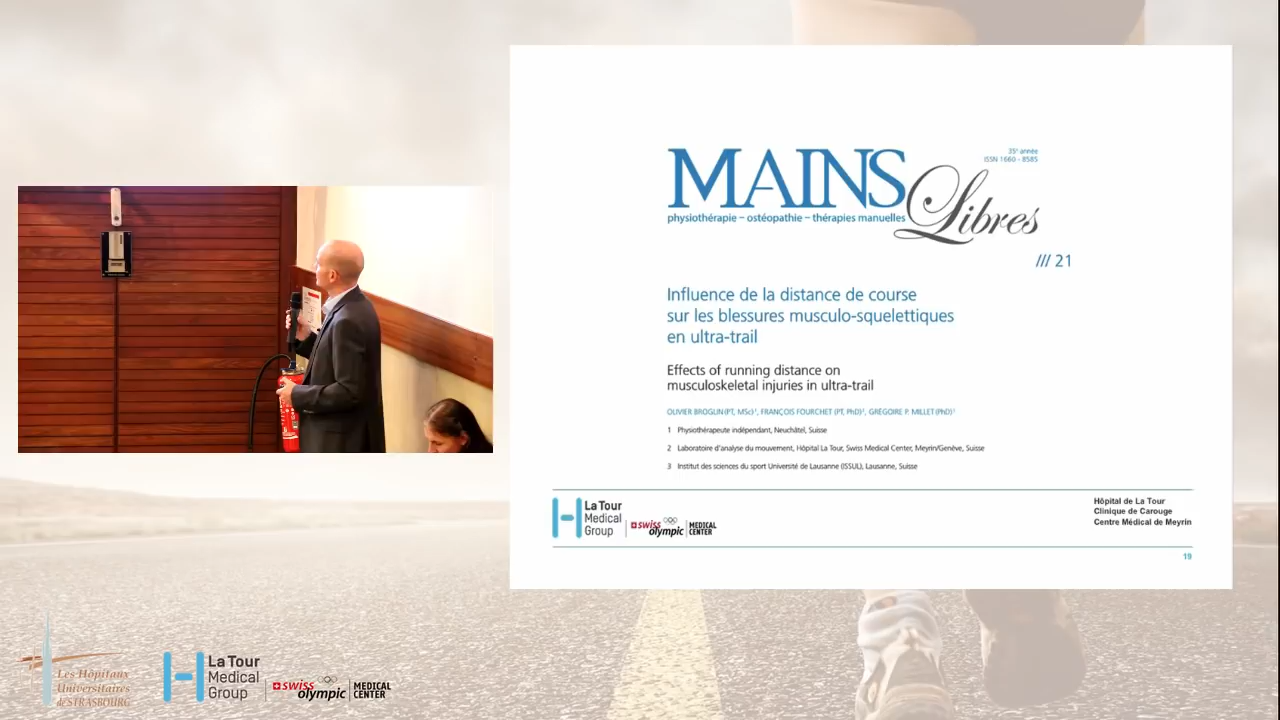 MAINS
Libres
35e année
ISSN 1660 - 8585
physiothérapie – ostéopathie – thérapies manuelles
/// 21
Influence de la distance de course
sur les blessures musculo-squelettiques
en ultra-trail
Effects of running distance on
musculoskeletal injuries in ultra-trail
OLIVIER BROGLIN (PT, MSc)1, FRANÇOIS FOURCHET (PT, PhD)2, GRÉGOIRE P. MILLET (PhD)3
1 Physiothérapeute indépendant, Neuchâtel, Suisse
2 Laboratoire d'analyse du mouvement, Hôpital La Tour, Swiss Medical Center, Meyrin/Genève, Suisse
3 Institut des sciences du sport Université de Lausanne (ISSUL), Lausanne, Suisse
La Tour
Medical
Group
swiss
olympic
MEDICAL
CENTER
Hôpital de La Tour
Clinique de Carouge
Centre Médical de Meyrin
19
Les Hôpitaux
Universitaires
de STRASBOURG
La Tour
Medical
Group
swiss
olympic
MEDICAL
CENTER